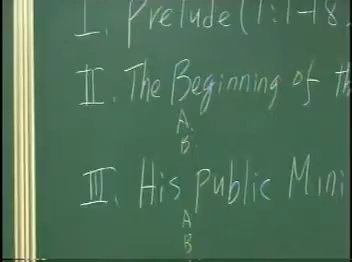 I. Prelude (1:1-18
II. The Beginning of th
A.
B.
III. His Public Mini
A
B